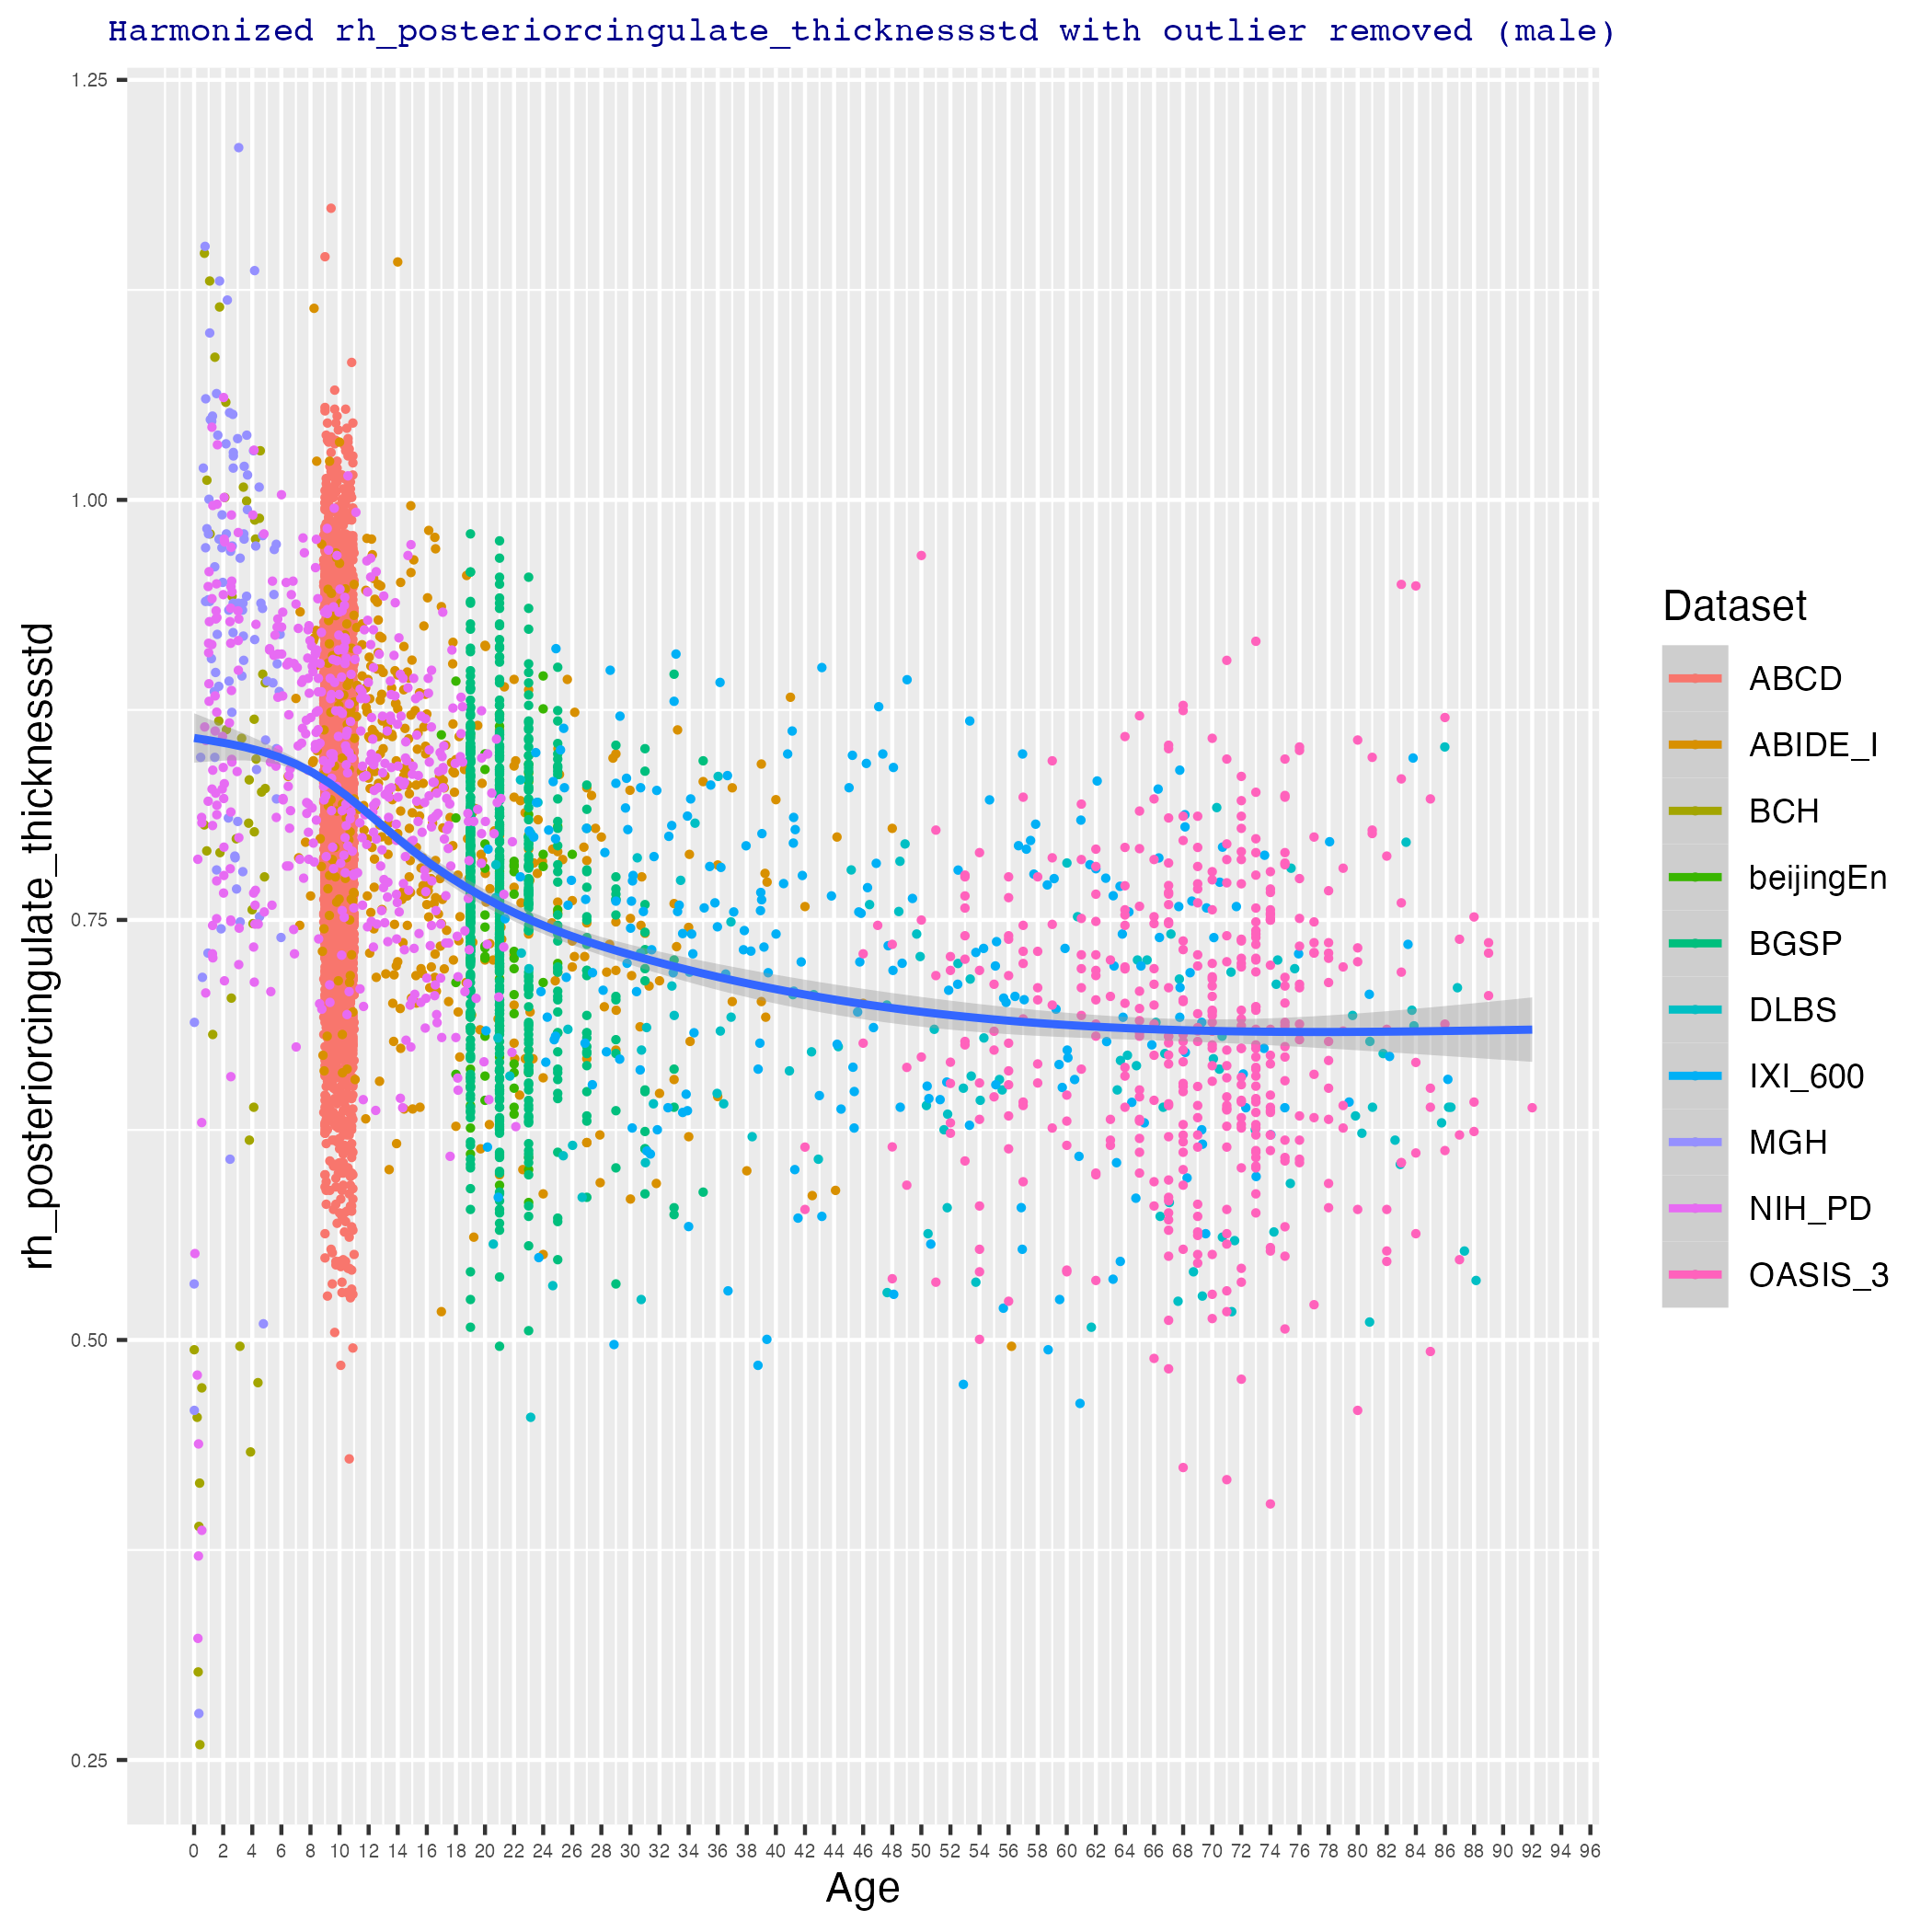 Harmonized rh_posteriorcingulate_thicknessstd with outlier removed (male)
1.25
1.00
0.75
0.50
0.25
rh_posteriorcingulate_thicknessstd
0 2 4 6 8 10 12 14 16 18 20 22 24 26 28 30 32 34 36 38 40 42 44 46 48 50 52 54 56 58 60 62 64 66 68 70 72 74 76 78 80 82 84 86 88 90 92 94 96
Age
Dataset
ABCD
ABIDE_I
BCH
beijingEn
BGSP
DLBS
IXI_600
MGH
NIH_PD
OASIS_3